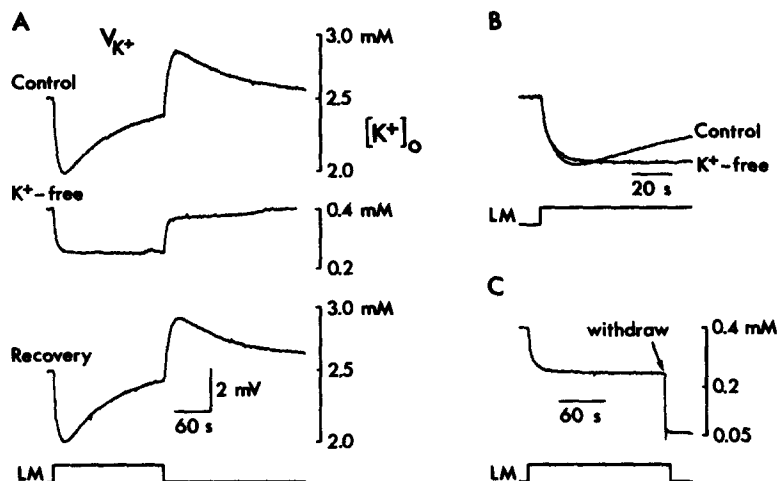 A
V_K+
Control
3.0 mM
2.5
2.0
[K+]o
K+-free
0.4 mM
0.2
Recovery
3.0 mM
2.5
2.0
2 mV
60 s
LM
B
Control
K+-free
20 s
LM
C
withdraw
0.4 mM
0.2
0.05
60 s
LM